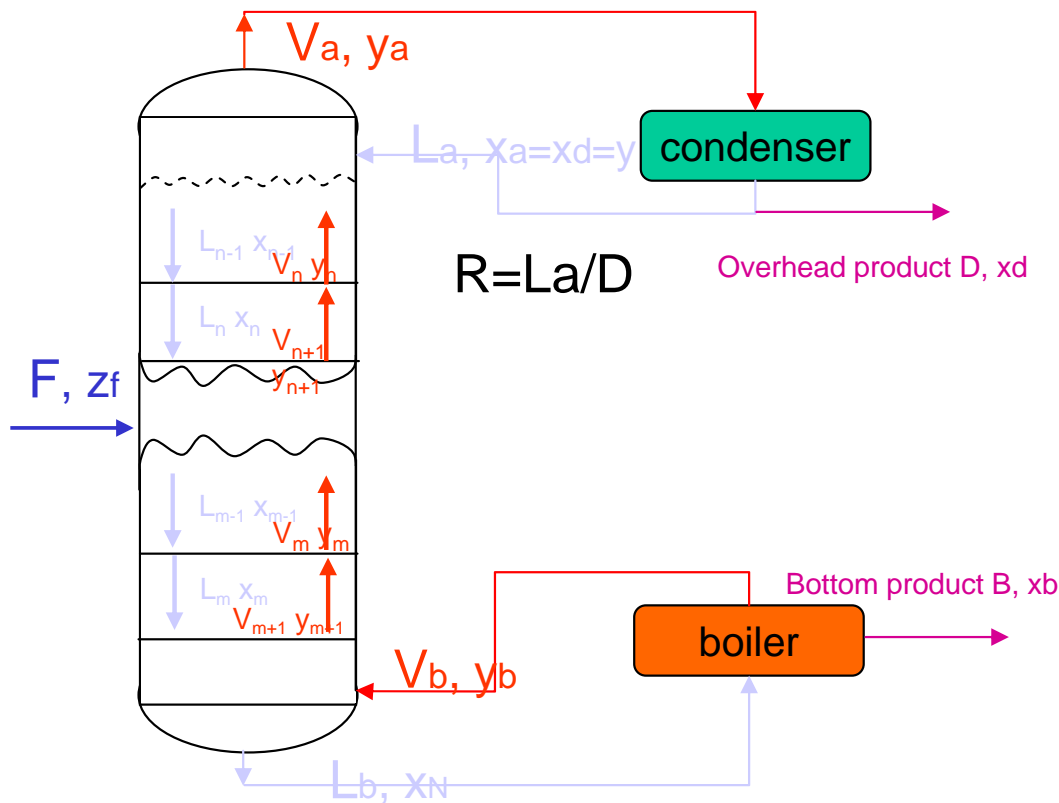 Va, ya
La, xa=xd=y
condenser
Ln-1 xn-1
Vn yn
R=La/D
Overhead product D, xd
Ln xn
Vn+1
yn+1
F, zf
Lm-1 xm-1
Vm ym
Lm xm
Vm+1 ym+1
Bottom product B, xb
boiler
Vb, yb
Lb, xN